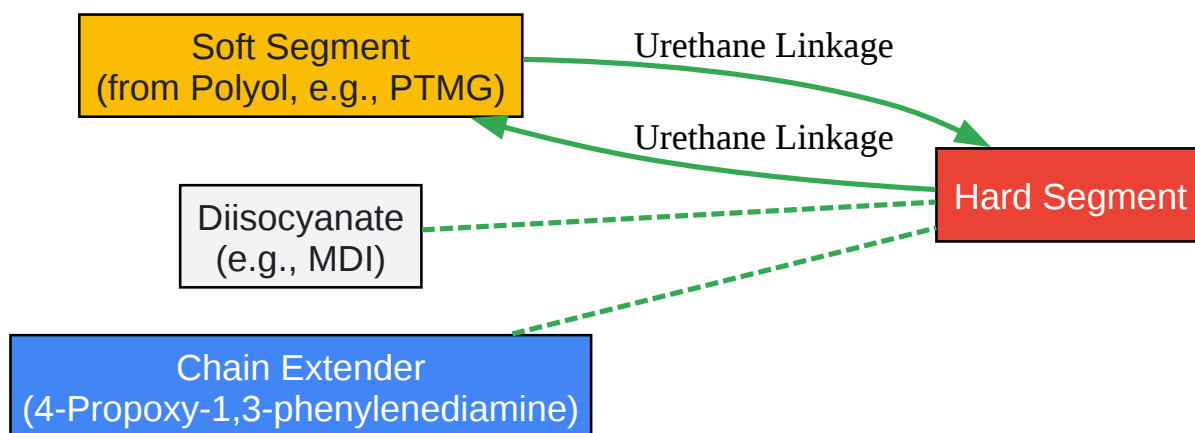 Soft Segment
(from Polyol, e.g., PTMG)
Urethane Linkage
Urethane Linkage
Hard Segment
Diisocyanate
(e.g., MDI)
Chain Extender
(4-Propoxy-1,3-phenylenediamine)